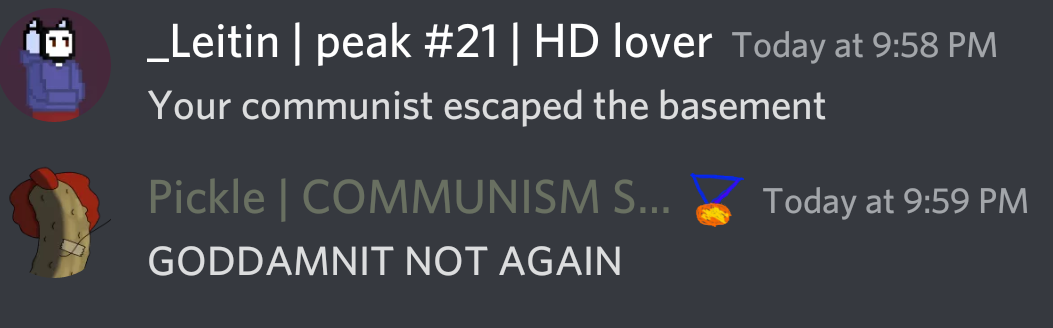 _Leitin | peak #21 | HD lover Today at 9:58 PM
Your communist escaped the basement
Pickle | COMMUNISM S... Today at 9:59 PM
GODDAMNIT NOT AGAIN